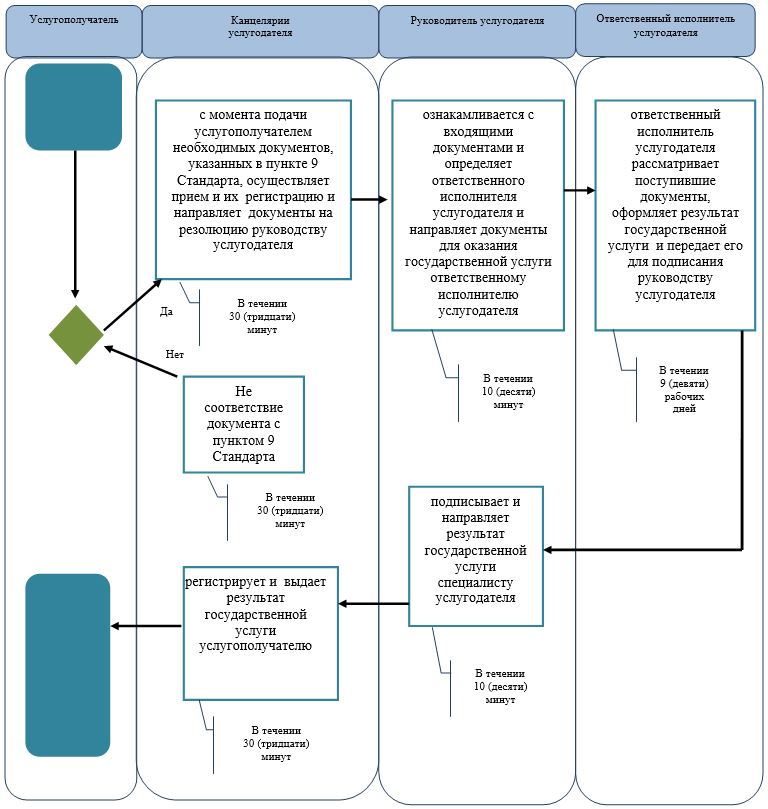 Услугополучатель
Канцелярии
услугодателя
Руководитель услугодателя
Ответственный исполнитель
услугодателя
с момента подачи
услугополучателем
необходимых документов,
указанных в пункте 9
Стандарта, осуществляет
прием и их регистрацию и
направляет документы на
резолюцию руководству
услугодателя
ознакамливается с
входящими
документами и
определяет
ответственного
исполнителя
услугодателя и
направляет документы
для оказания
государственной услуги
ответственному
исполнителю
услугодателя
ответственный
исполнитель
услугодателя
рассматривает
поступившие
документы,
оформляет результат
государственной
услуги и передает его
для подписания
руководству
услугодателя
Да
В течении
30 (тридцати)
минут
Нет
В течении
10 (десяти)
минут
В течении
9 (девяти)
рабочих
дней
Не
соответствие
документа с
пунктом 9
Стандарта
В течении
30 (тридцати)
минут
подписывает и
направляет
результат
государственной
услуги
специалисту
услугодателя
регистрирует и выдает
результат
государственной
услуги
услугополучателю
В течении
10 (десяти)
минут
В течении
30 (тридцати)
минут